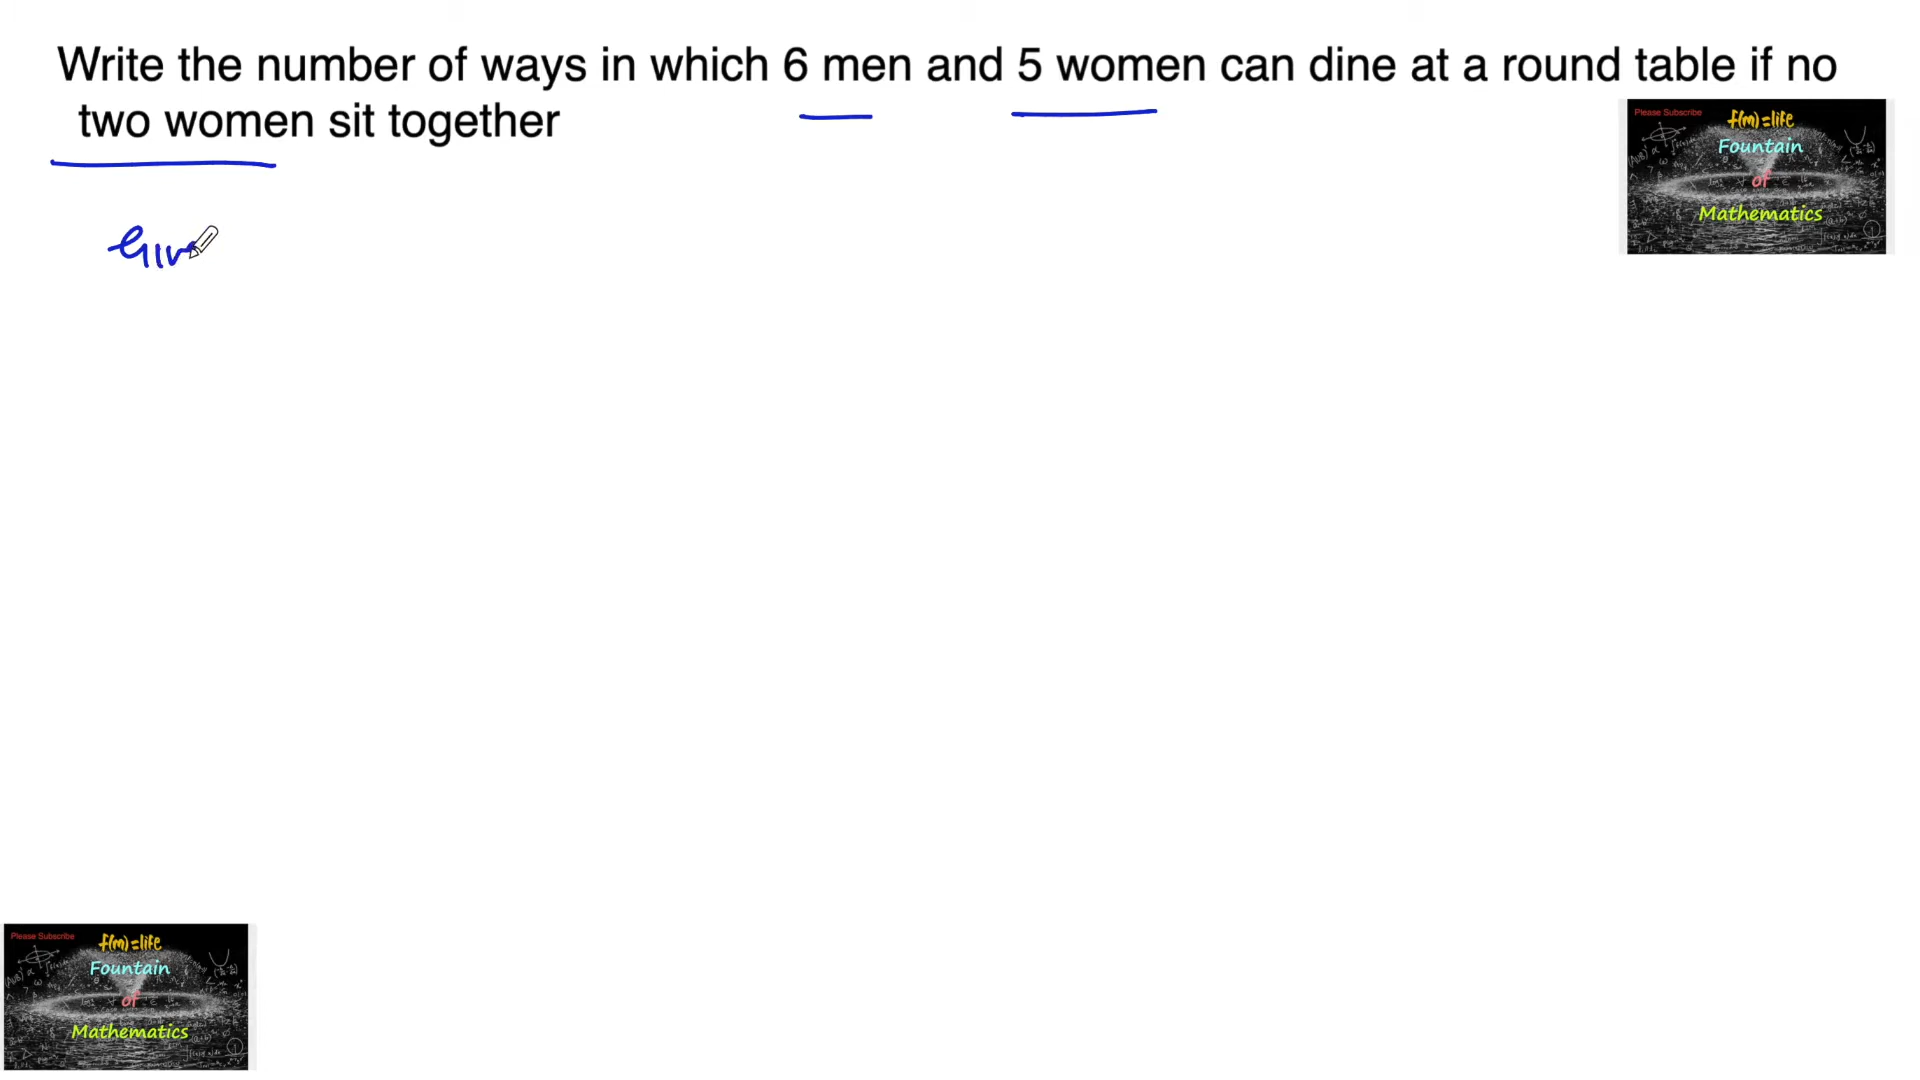 Write the number of ways in which 6 men and 5 women can dine at a round table if no
two women sit together
Please Subscribe
f(m)=life
Fountain
of
Mathematics
Please Subscribe
f(m)=life
Fountain
of
Mathematics